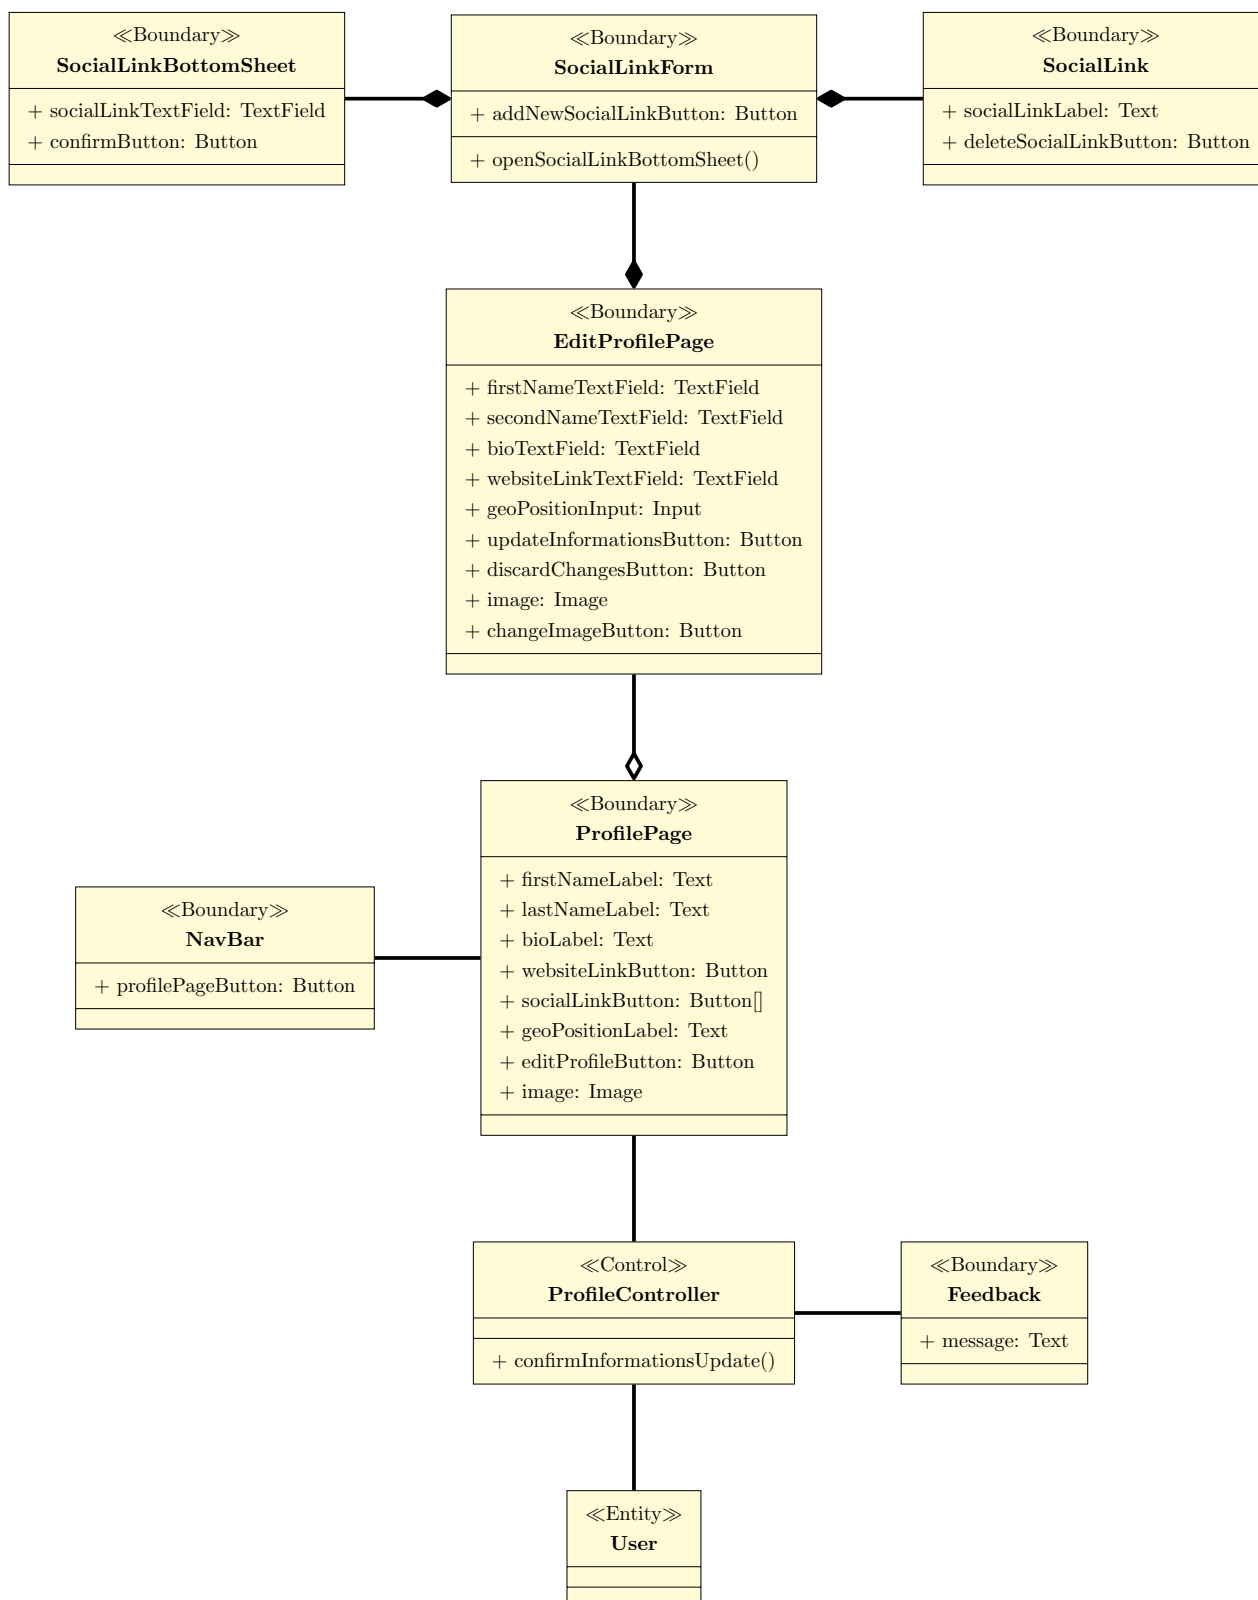 ≪Boundary≫
SocialLinkBottomSheet
+ socialLinkTextField: TextField
+ confirmButton: Button
≪Boundary≫
SocialLinkForm
+ addNewSocialLinkButton: Button
+ openSocialLinkBottomSheet()
≪Boundary≫
SocialLink
+ socialLinkLabel: Text
+ deleteSocialLinkButton: Button
≪Boundary≫
EditProfilePage
+ firstNameTextField: TextField
+ secondNameTextField: TextField
+ bioTextField: TextField
+ websiteLinkTextField: TextField
+ geoPositionInput: Input
+ updateInformationsButton: Button
+ discardChangesButton: Button
+ image: Image
+ changeImageButton: Button
≪Boundary≫
ProfilePage
+ firstNameLabel: Text
+ lastNameLabel: Text
+ bioLabel: Text
+ websiteLinkButton: Button
+ socialLinkButton: Button[]
+ geoPositionLabel: Text
+ editProfileButton: Button
+ image: Image
≪Boundary≫
NavBar
+ profilePageButton: Button
≪Control≫
ProfileController
+ confirmInformationsUpdate()
≪Boundary≫
Feedback
+ message: Text
≪Entity≫
User